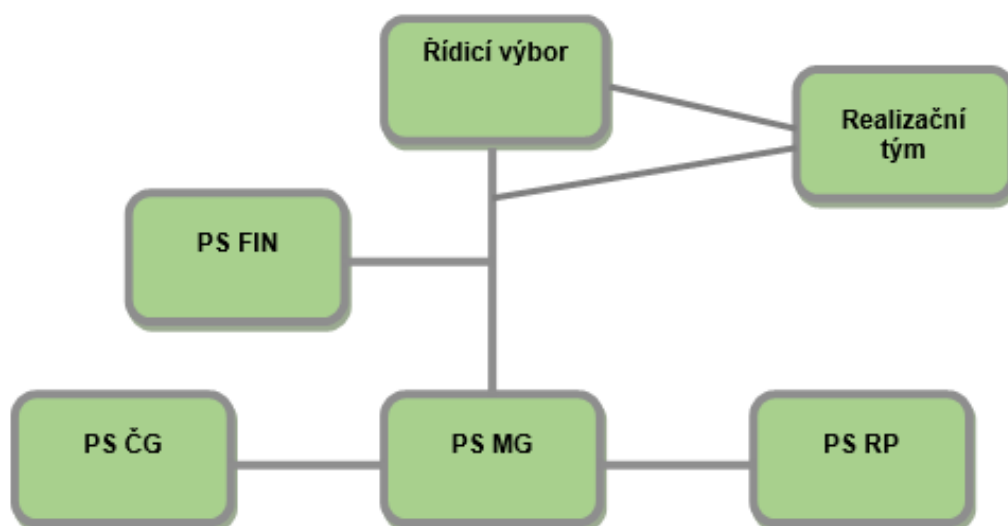 Řídicí výbor
Realizační
tým
PS FIN
PS ČG
PS MG
PS RP